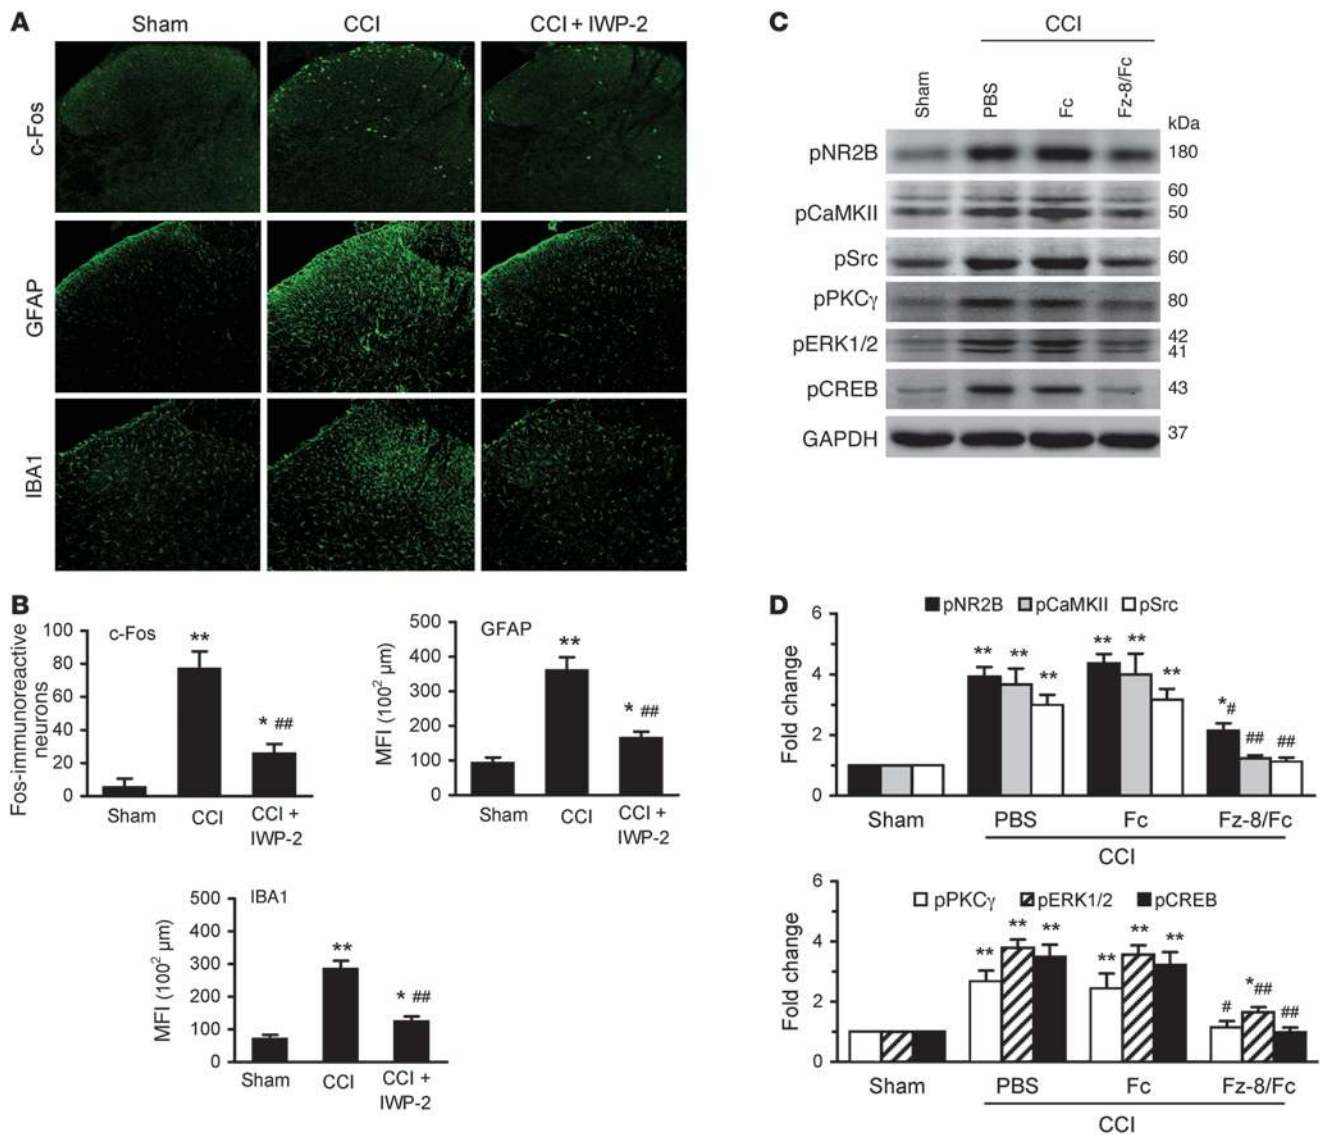 A
Sham CCI CCI + IWP-2
c-Fos
GFAP
IBA1
B
c-Fos
Fos-immunoreactive
neurons
100
80
60
40
20
0
**
* ##
Sham CCI CCI +
IWP-2
GFAP
MFI (100² µm)
500
400
300
200
100
0
**
* ##
Sham CCI CCI +
IWP-2
IBA1
MFI (100² µm)
500
400
300
200
100
0
**
* ##
Sham CCI CCI +
IWP-2
C
CCI
Sham PBS Fc Fz-8/Fc
kDa
pNR2B 180
60
pCaMKII 50
pSrc 60
pPKCγ 80
pERK1/2 42
41
pCREB 43
GAPDH 37
D
pNR2B pCaMKII pSrc
Fold change
6
4
2
0
** ** ** ** ** ** *# ## ##
Sham PBS Fc Fz-8/Fc
CCI
pPKCγ pERK1/2 pCREB
Fold change
6
4
2
0
** ** ** ** ** ** # *## ##
Sham PBS Fc Fz-8/Fc
CCI